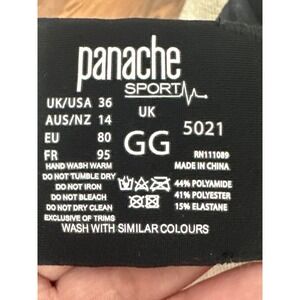 panache
SPORT
UK/USA 36
AUS/NZ 14
EU 80
FR 95
UK
GG
5021
RN111089
MADE IN CHINA
HAND WASH WARM
DO NOT TUMBLE DRY
DO NOT IRON
DO NOT BLEACH
DO NOT DRY CLEAN
EXCLUSIVE OF TRIMS
44% POLYAMIDE
41% POLYESTER
15% ELASTANE
WASH WITH SIMILAR COLOURS